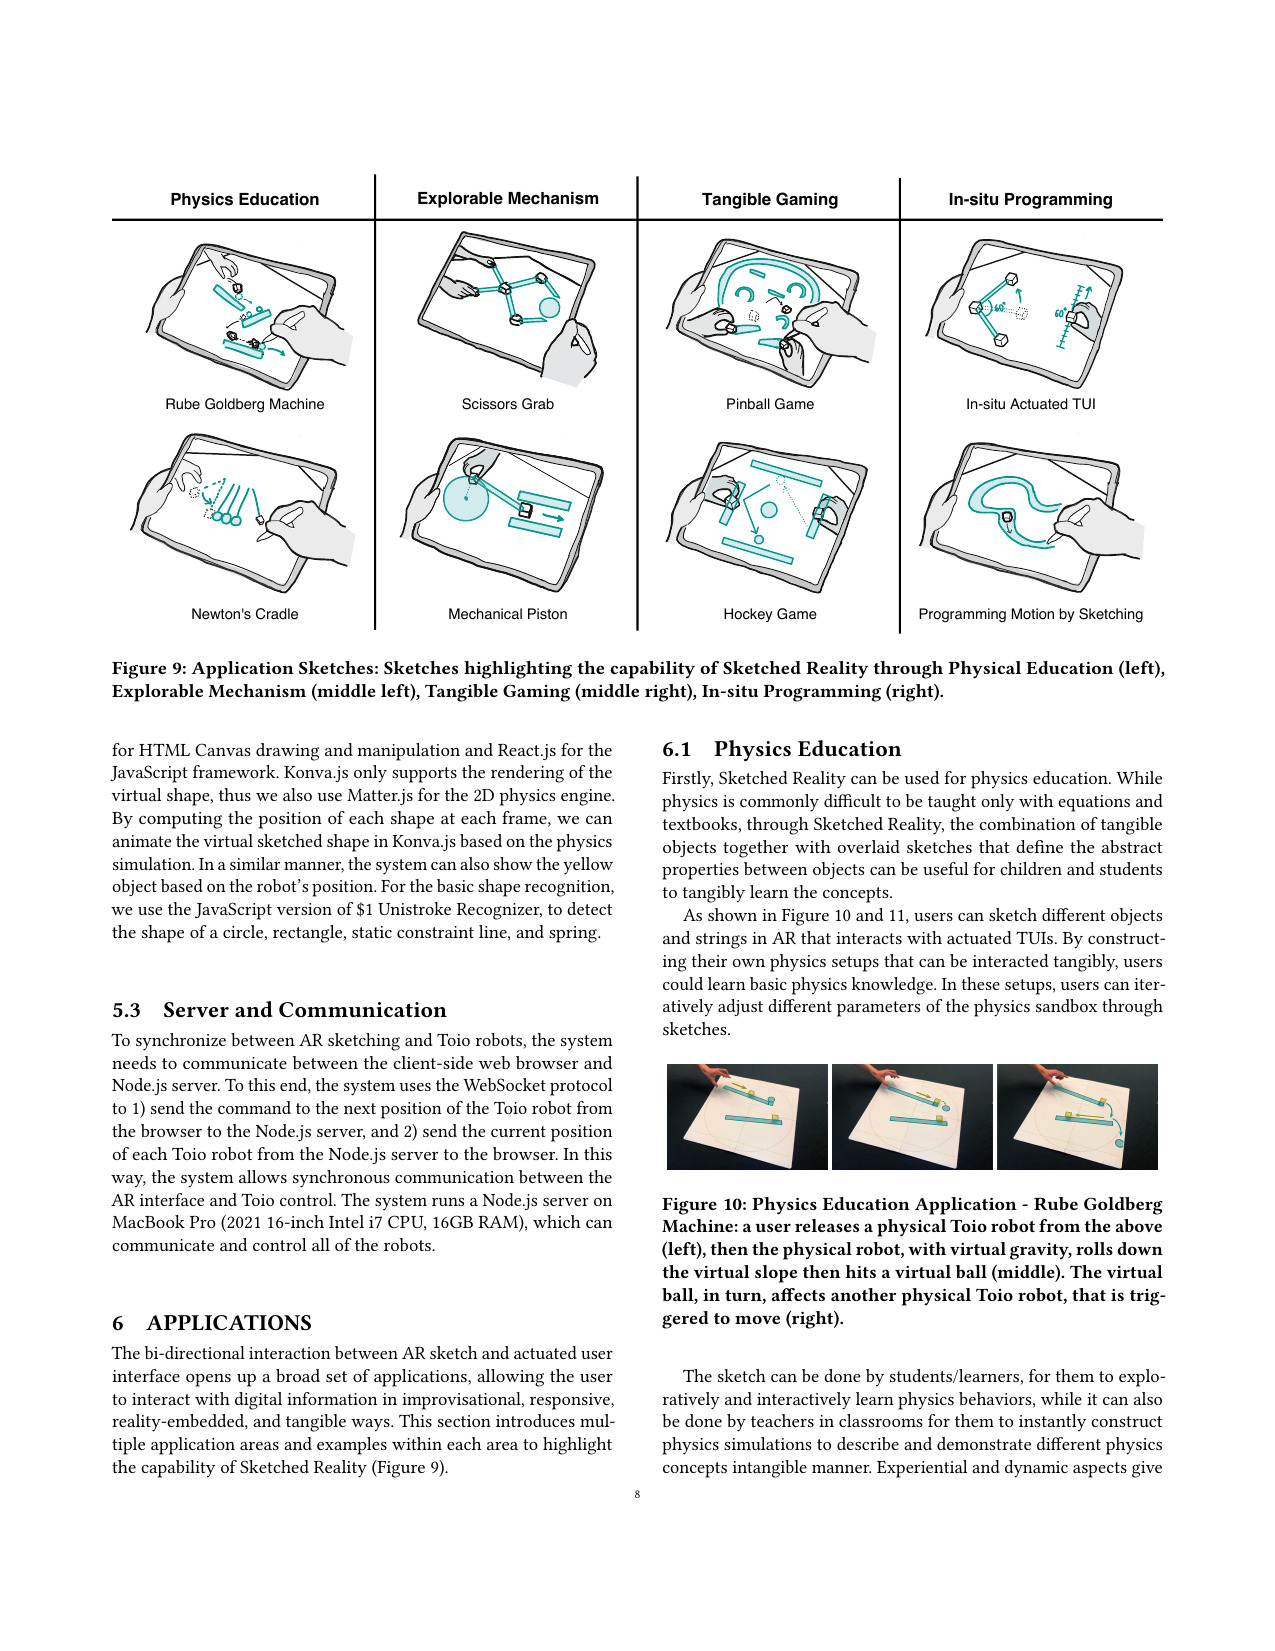 Physics Education
Explorable Mechanism
Tangible Gaming
In-situ Programming
60°
60°
Rube Goldberg Machine
Scissors Grab
Pinball Game
In-situ Actuated TUI
Newton's Cradle
Mechanical Piston
Hockey Game
Programming Motion by Sketching
Figure 9: Application Sketches: Sketches highlighting the capability of Sketched Reality through Physical Education (left),
Explorable Mechanism (middle left), Tangible Gaming (middle right), In-situ Programming (right).
for HTML Canvas drawing and manipulation and React.js for the
JavaScript framework. Konva.js only supports the rendering of the
virtual shape, thus we also use Matter.js for the 2D physics engine.
By computing the position of each shape at each frame, we can
animate the virtual sketched shape in Konva.js based on the physics
simulation. In a similar manner, the system can also show the yellow
object based on the robot's position. For the basic shape recognition,
we use the JavaScript version of $1 Unistroke Recognizer, to detect
the shape of a circle, rectangle, static constraint line, and spring.
5.3 Server and Communication
To synchronize between AR sketching and Toio robots, the system
needs to communicate between the client-side web browser and
Node.js server. To this end, the system uses the WebSocket protocol
to 1) send the command to the next position of the Toio robot from
the browser to the Node.js server, and 2) send the current position
of each Toio robot from the Node.js server to the browser. In this
way, the system allows synchronous communication between the
AR interface and Toio control. The system runs a Node.js server on
MacBook Pro (2021 16-inch Intel i7 CPU, 16GB RAM), which can
communicate and control all of the robots.
6 APPLICATIONS
The bi-directional interaction between AR sketch and actuated user
interface opens up a broad set of applications, allowing the user
to interact with digital information in improvisational, responsive,
reality-embedded, and tangible ways. This section introduces mul-
tiple application areas and examples within each area to highlight
the capability of Sketched Reality (Figure 9).
6.1 Physics Education
Firstly, Sketched Reality can be used for physics education. While
physics is commonly difficult to be taught only with equations and
textbooks, through Sketched Reality, the combination of tangible
objects together with overlaid sketches that define the abstract
properties between objects can be useful for children and students
to tangibly learn the concepts.
As shown in Figure 10 and 11, users can sketch different objects
and strings in AR that interacts with actuated TUIs. By construct-
ing their own physics setups that can be interacted tangibly, users
could learn basic physics knowledge. In these setups, users can iter-
atively adjust different parameters of the physics sandbox through
sketches.
Figure 10: Physics Education Application - Rube Goldberg
Machine: a user releases a physical Toio robot from the above
(left), then the physical robot, with virtual gravity, rolls down
the virtual slope then hits a virtual ball (middle). The virtual
ball, in turn, affects another physical Toio robot, that is trig-
gered to move (right).
The sketch can be done by students/learners, for them to explo-
ratively and interactively learn physics behaviors, while it can also
be done by teachers in classrooms for them to instantly construct
physics simulations to describe and demonstrate different physics
concepts intangible manner. Experiential and dynamic aspects give
8